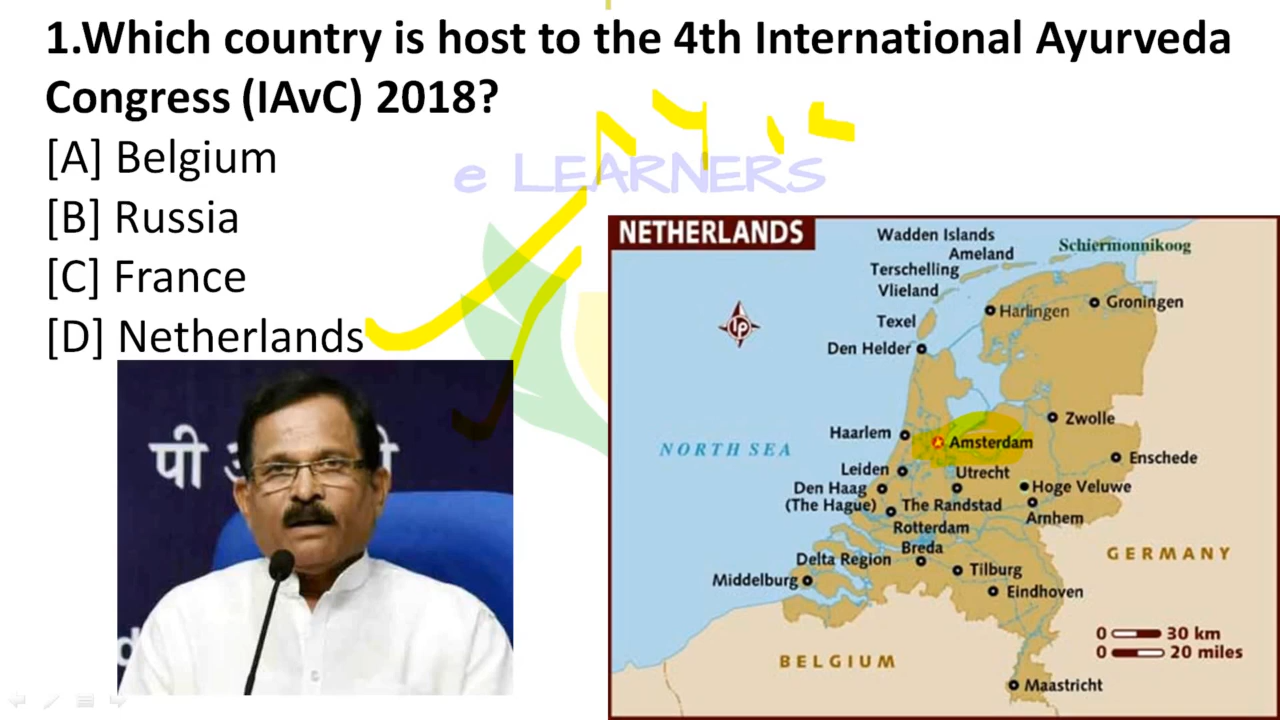 1.Which country is host to the 4th International Ayurveda
Congress (IAvC) 2018?
[A] Belgium
[B] Russia
[C] France
[D] Netherlands
e LEARNERS
NETHERLANDS
Wadden Islands
Ameland
Schiermonnikoog
Terschelling
Vlieland
Texel
Harlingen
Groningen
Den Helder
Zwolle
Haarlem
Amsterdam
NORTH SEA
Enschede
Leiden
Utrecht
Den Haag
(The Hague)
Hoge Veluwe
The Randstad
Arnhem
Rotterdam
Breda
GERMANY
Delta Region
Tilburg
Middelburg
Eindhoven
0 30 km
0 20 miles
BELGIUM
Maastricht
पी